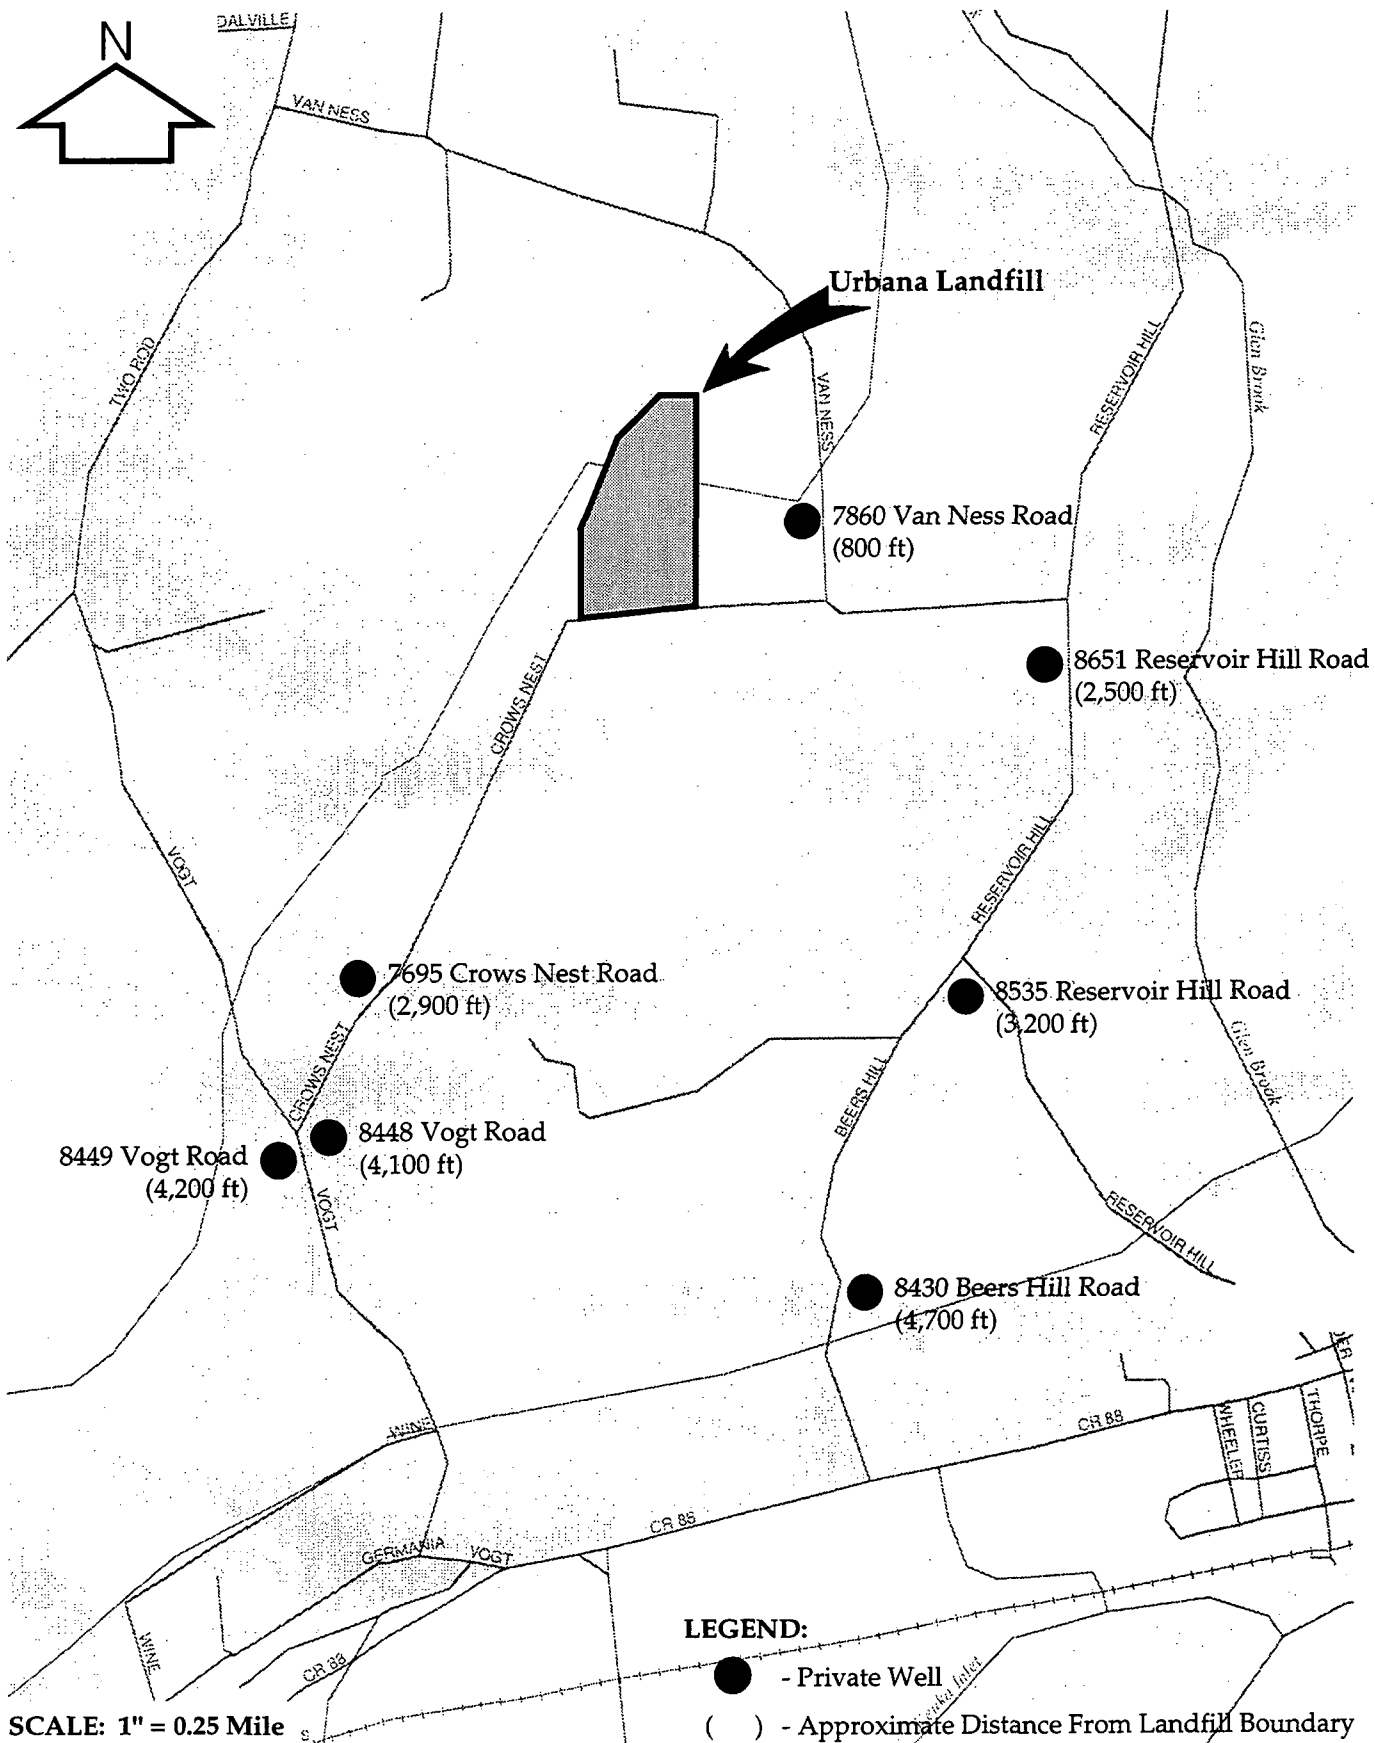 DALVILLE
N
VAN NESS
Urbana Landfill
TWO ROD
RESERVOIR HILL
Glen Brook
VAN NESS
7860 Van Ness Road
(800 ft)
8651 Reservoir Hill Road
(2,500 ft)
CROWS NEST
VOGT
RESERVOIR HILL
7695 Crows Nest Road
(2,900 ft)
8535 Reservoir Hill Road
(3,200 ft)
CROWS NEST
Glen Brook
BEERS HILL
8448 Vogt Road
(4,100 ft)
8449 Vogt Road
(4,200 ft)
VOGT
RESERVOIR HILL
8430 Beers Hill Road
(4,700 ft)
WINE
CR 88
WHEELER
CURTISS
THORPE
CR 88
GERMANIA
VOGT
WINE
CR 88
LEGEND:
- Private Well
Inlet
SCALE: 1" = 0.25 Mile
( ) - Approximate Distance From Landfill Boundary